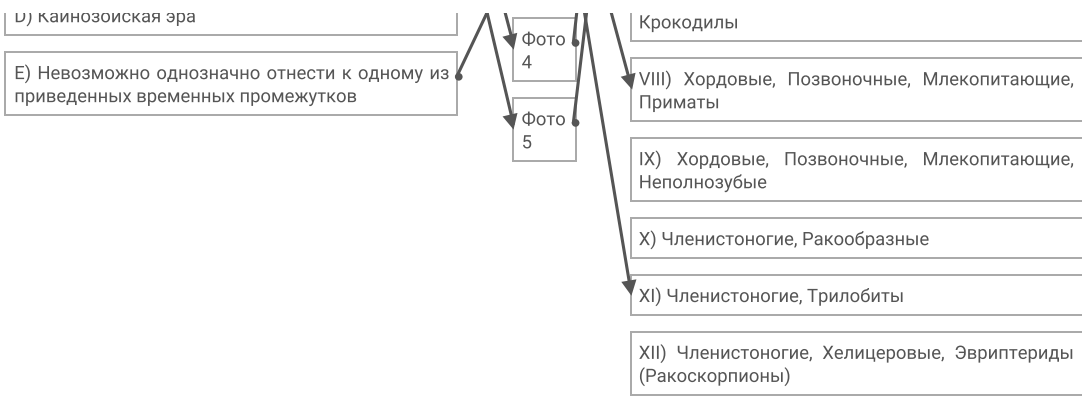 D) Кайнозойская эра
E) Невозможно однозначно отнести к одному из
приведенных временных промежутков
Фото
4
Фото
5
Крокодилы
VIII) Хордовые, Позвоночные, Млекопитающие,
Приматы
IX) Хордовые, Позвоночные, Млекопитающие,
Неполнозубые
X) Членистоногие, Ракообразные
XI) Членистоногие, Трилобиты
XII) Членистоногие, Хелицеровые, Эвриптериды
(Ракоскорпионы)